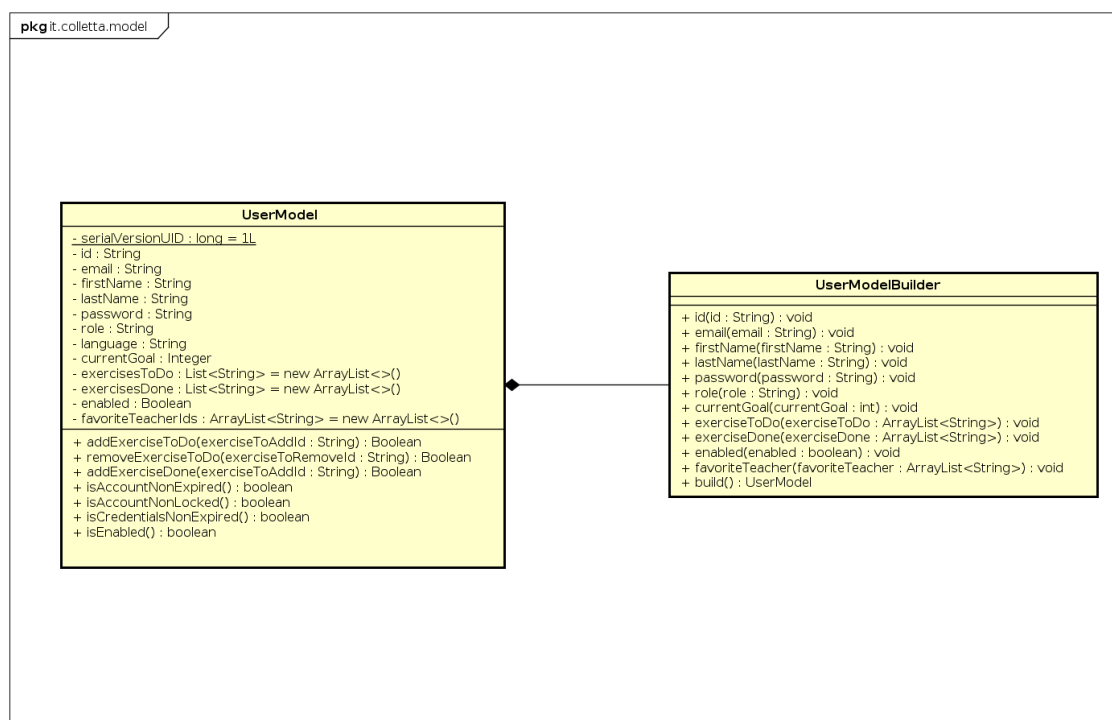 pkg it.colletta.model
UserModel
- serialVersionUID : long = 1L
- id : String
- email : String
- firstName : String
- lastName : String
- password : String
- role : String
- language : String
- currentGoal : Integer
- exercisesToDo : List<String> = new ArrayList<>()
- exercisesDone : List<String> = new ArrayList<>()
- enabled : Boolean
- favoriteTeacherIds : ArrayList<String> = new ArrayList<>()
+ addExerciseToDo(exerciseToAddId : String) : Boolean
+ removeExerciseToDo(exerciseToRemoveId : String) : Boolean
+ addExerciseDone(exerciseToAddId : String) : Boolean
+ isAccountNonExpired() : boolean
+ isAccountNonLocked() : boolean
+ isCredentialsNonExpired() : boolean
+ isEnabled() : boolean
UserModelBuilder
+ id(id : String) : void
+ email(email : String) : void
+ firstName(firstName : String) : void
+ lastName(lastName : String) : void
+ password(password : String) : void
+ role(role : String) : void
+ currentGoal(currentGoal : int) : void
+ exerciseToDo(exerciseToDo : ArrayList<String>) : void
+ exerciseDone(exerciseDone : ArrayList<String>) : void
+ enabled(enabled : boolean) : void
+ favoriteTeacher(favoriteTeacher : ArrayList<String>) : void
+ build() : UserModel